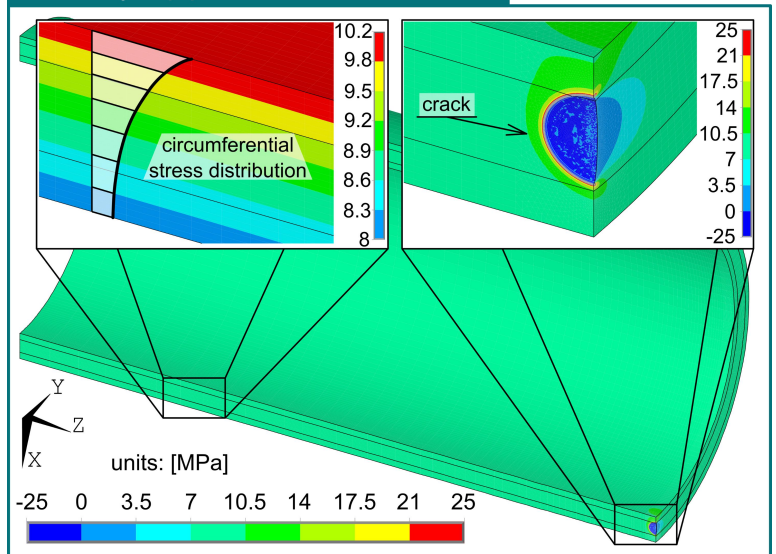 10.2
9.8
9.5
9.2
8.9
8.6
8.3
8
circumferential
stress distribution
25
21
17.5
14
10.5
7
3.5
0
-25
crack
Y
Z
X
units: [MPa]
-25 0 3.5 7 10.5 14 17.5 21 25